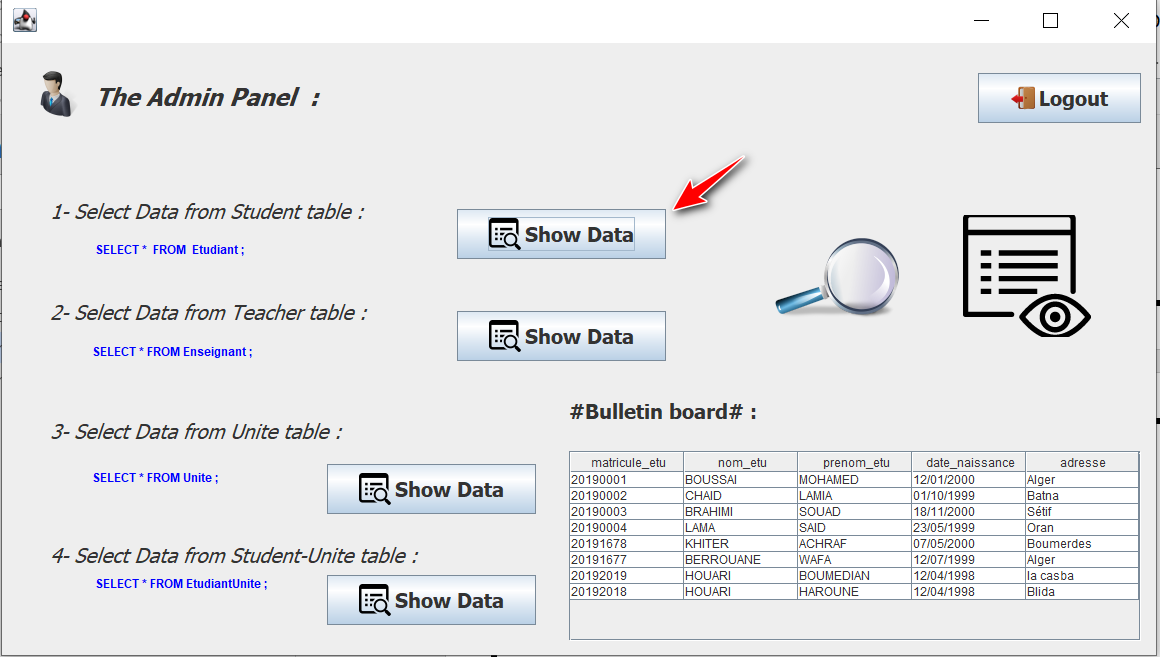 The Admin Panel :
Logout
1- Select Data from Student table :
Show Data
SELECT * FROM Etudiant ;
2- Select Data from Teacher table :
Show Data
SELECT * FROM Enseignant ;
#Bulletin board# :
3- Select Data from Unite table :
SELECT * FROM Unite ;
Show Data
4- Select Data from Student-Unite table :
SELECT * FROM EtudiantUnite ;
Show Data
matricule_etu nom_etu prenom_etu date_naissance adresse
20190001 BOUSSAI MOHAMED 12/01/2000 Alger
20190002 CHAID LAMIA 01/10/1999 Batna
20190003 BRAHIMI SOUAD 18/11/2000 Sétif
20190004 LAMA SAID 23/05/1999 Oran
20191678 KHITER ACHRAF 07/05/2000 Boumerdes
20191677 BERROUANE WAFA 12/07/1999 Alger
20192019 HOUARI BOUMEDIAN 12/04/1998 la casba
20192018 HOUARI HAROUNE 12/04/1998 Blida